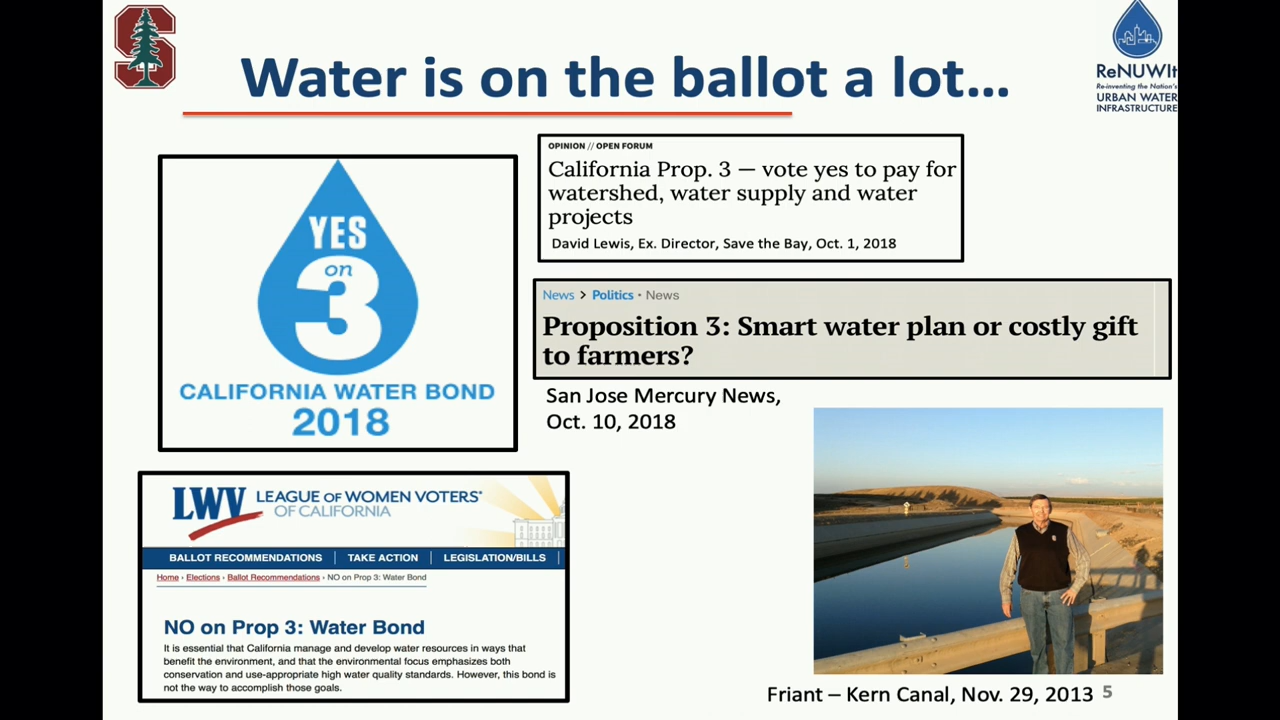 S
Water is on the ballot a lot...
ReNUWIt
Re-inventing the Nation's
URBAN WATER
INFRASTRUCTURE
YES
on
3
CALIFORNIA WATER BOND
2018
OPINION // OPEN FORUM
California Prop. 3 — vote yes to pay for
watershed, water supply and water
projects
David Lewis, Ex. Director, Save the Bay, Oct. 1, 2018
News > Politics • News
Proposition 3: Smart water plan or costly gift
to farmers?
San Jose Mercury News,
Oct. 10, 2018
LWV LEAGUE OF WOMEN VOTERS®
OF CALIFORNIA
BALLOT RECOMMENDATIONS | TAKE ACTION | LEGISLATION/BILLS
Home › Elections › Ballot Recommendations › NO on Prop 3: Water Bond
NO on Prop 3: Water Bond
It is essential that California manage and develop water resources in ways that
benefit the environment, and that the environmental focus emphasizes both
conservation and use-appropriate high water quality standards. However, this bond is
not the way to accomplish those goals.
Friant – Kern Canal, Nov. 29, 2013
5